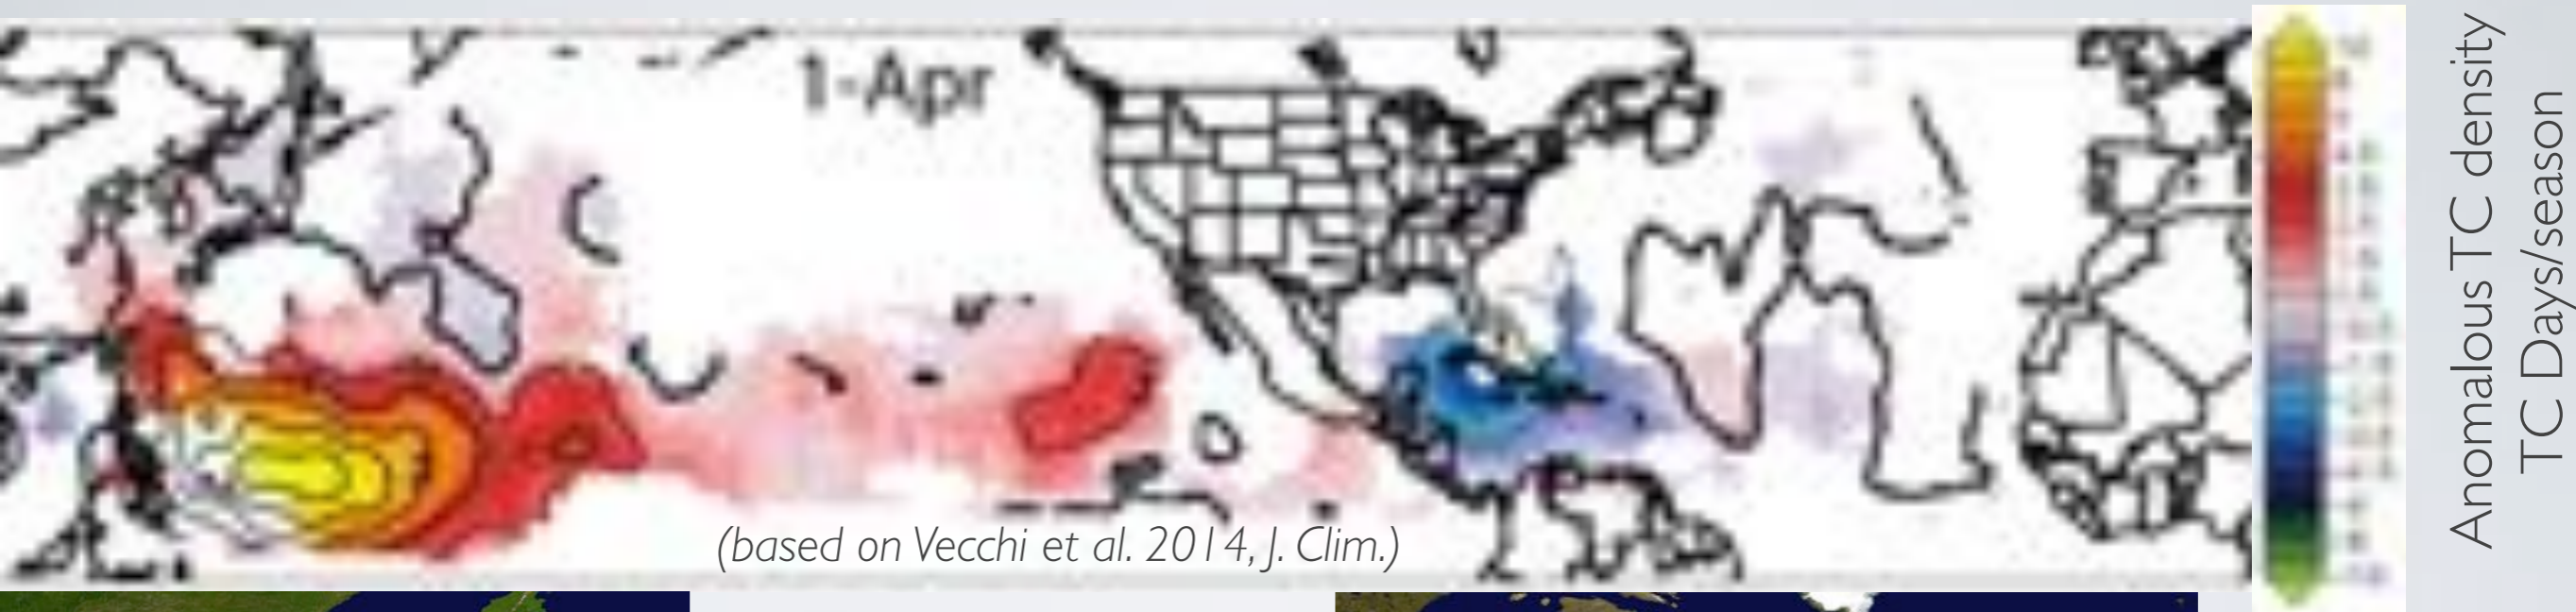 1-Apr
(based on Vecchi et al. 2014, J. Clim.)
Anomalous TC density
TC Days/season